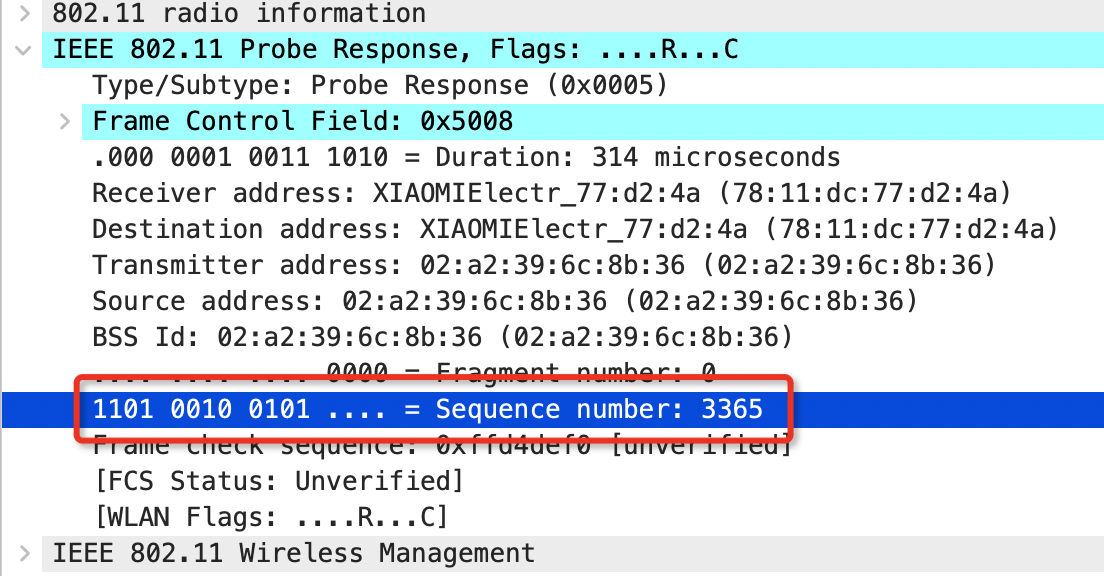 802.11 radio information
IEEE 802.11 Probe Response, Flags: ....R...C
Type/Subtype: Probe Response (0x0005)
Frame Control Field: 0x5008
.000 0001 0011 1010 = Duration: 314 microseconds
Receiver address: XIAOMIElectr_77:d2:4a (78:11:dc:77:d2:4a)
Destination address: XIAOMIElectr_77:d2:4a (78:11:dc:77:d2:4a)
Transmitter address: 02:a2:39:6c:8b:36 (02:a2:39:6c:8b:36)
Source address: 02:a2:39:6c:8b:36 (02:a2:39:6c:8b:36)
BSS Id: 02:a2:39:6c:8b:36 (02:a2:39:6c:8b:36)
.... .... .... 0000 = Fragment number: 0
1101 0010 0101 .... = Sequence number: 3365
Frame check sequence: 0xffd4def0 [unverified]
[FCS Status: Unverified]
[WLAN Flags: ....R...C]
IEEE 802.11 Wireless Management